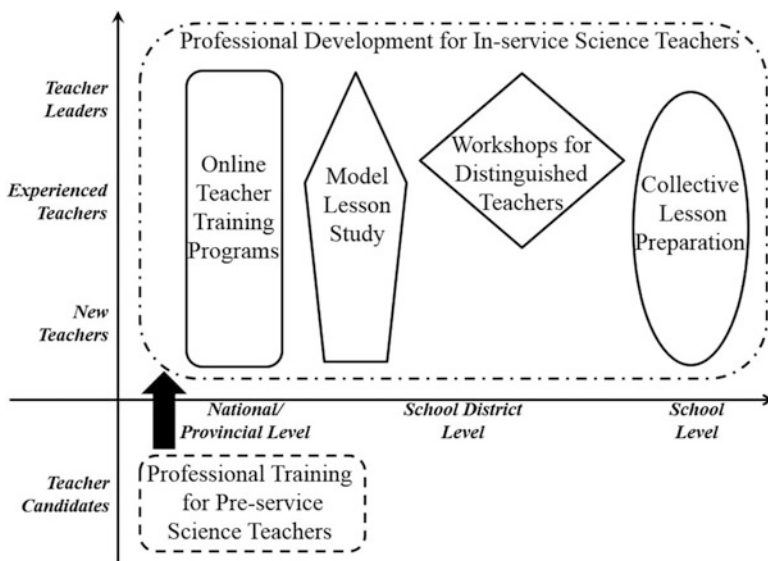 Professional Development for In-service Science Teachers
Teacher
Leaders
Experienced
Teachers
New
Teachers
Online
Teacher
Training
Programs
Model
Lesson
Study
Workshops for
Distinguished
Teachers
Collective
Lesson
Preparation
National/
Provincial Level
School District
Level
School
Level
Teacher
Candidates
Professional Training
for Pre-service
Science Teachers